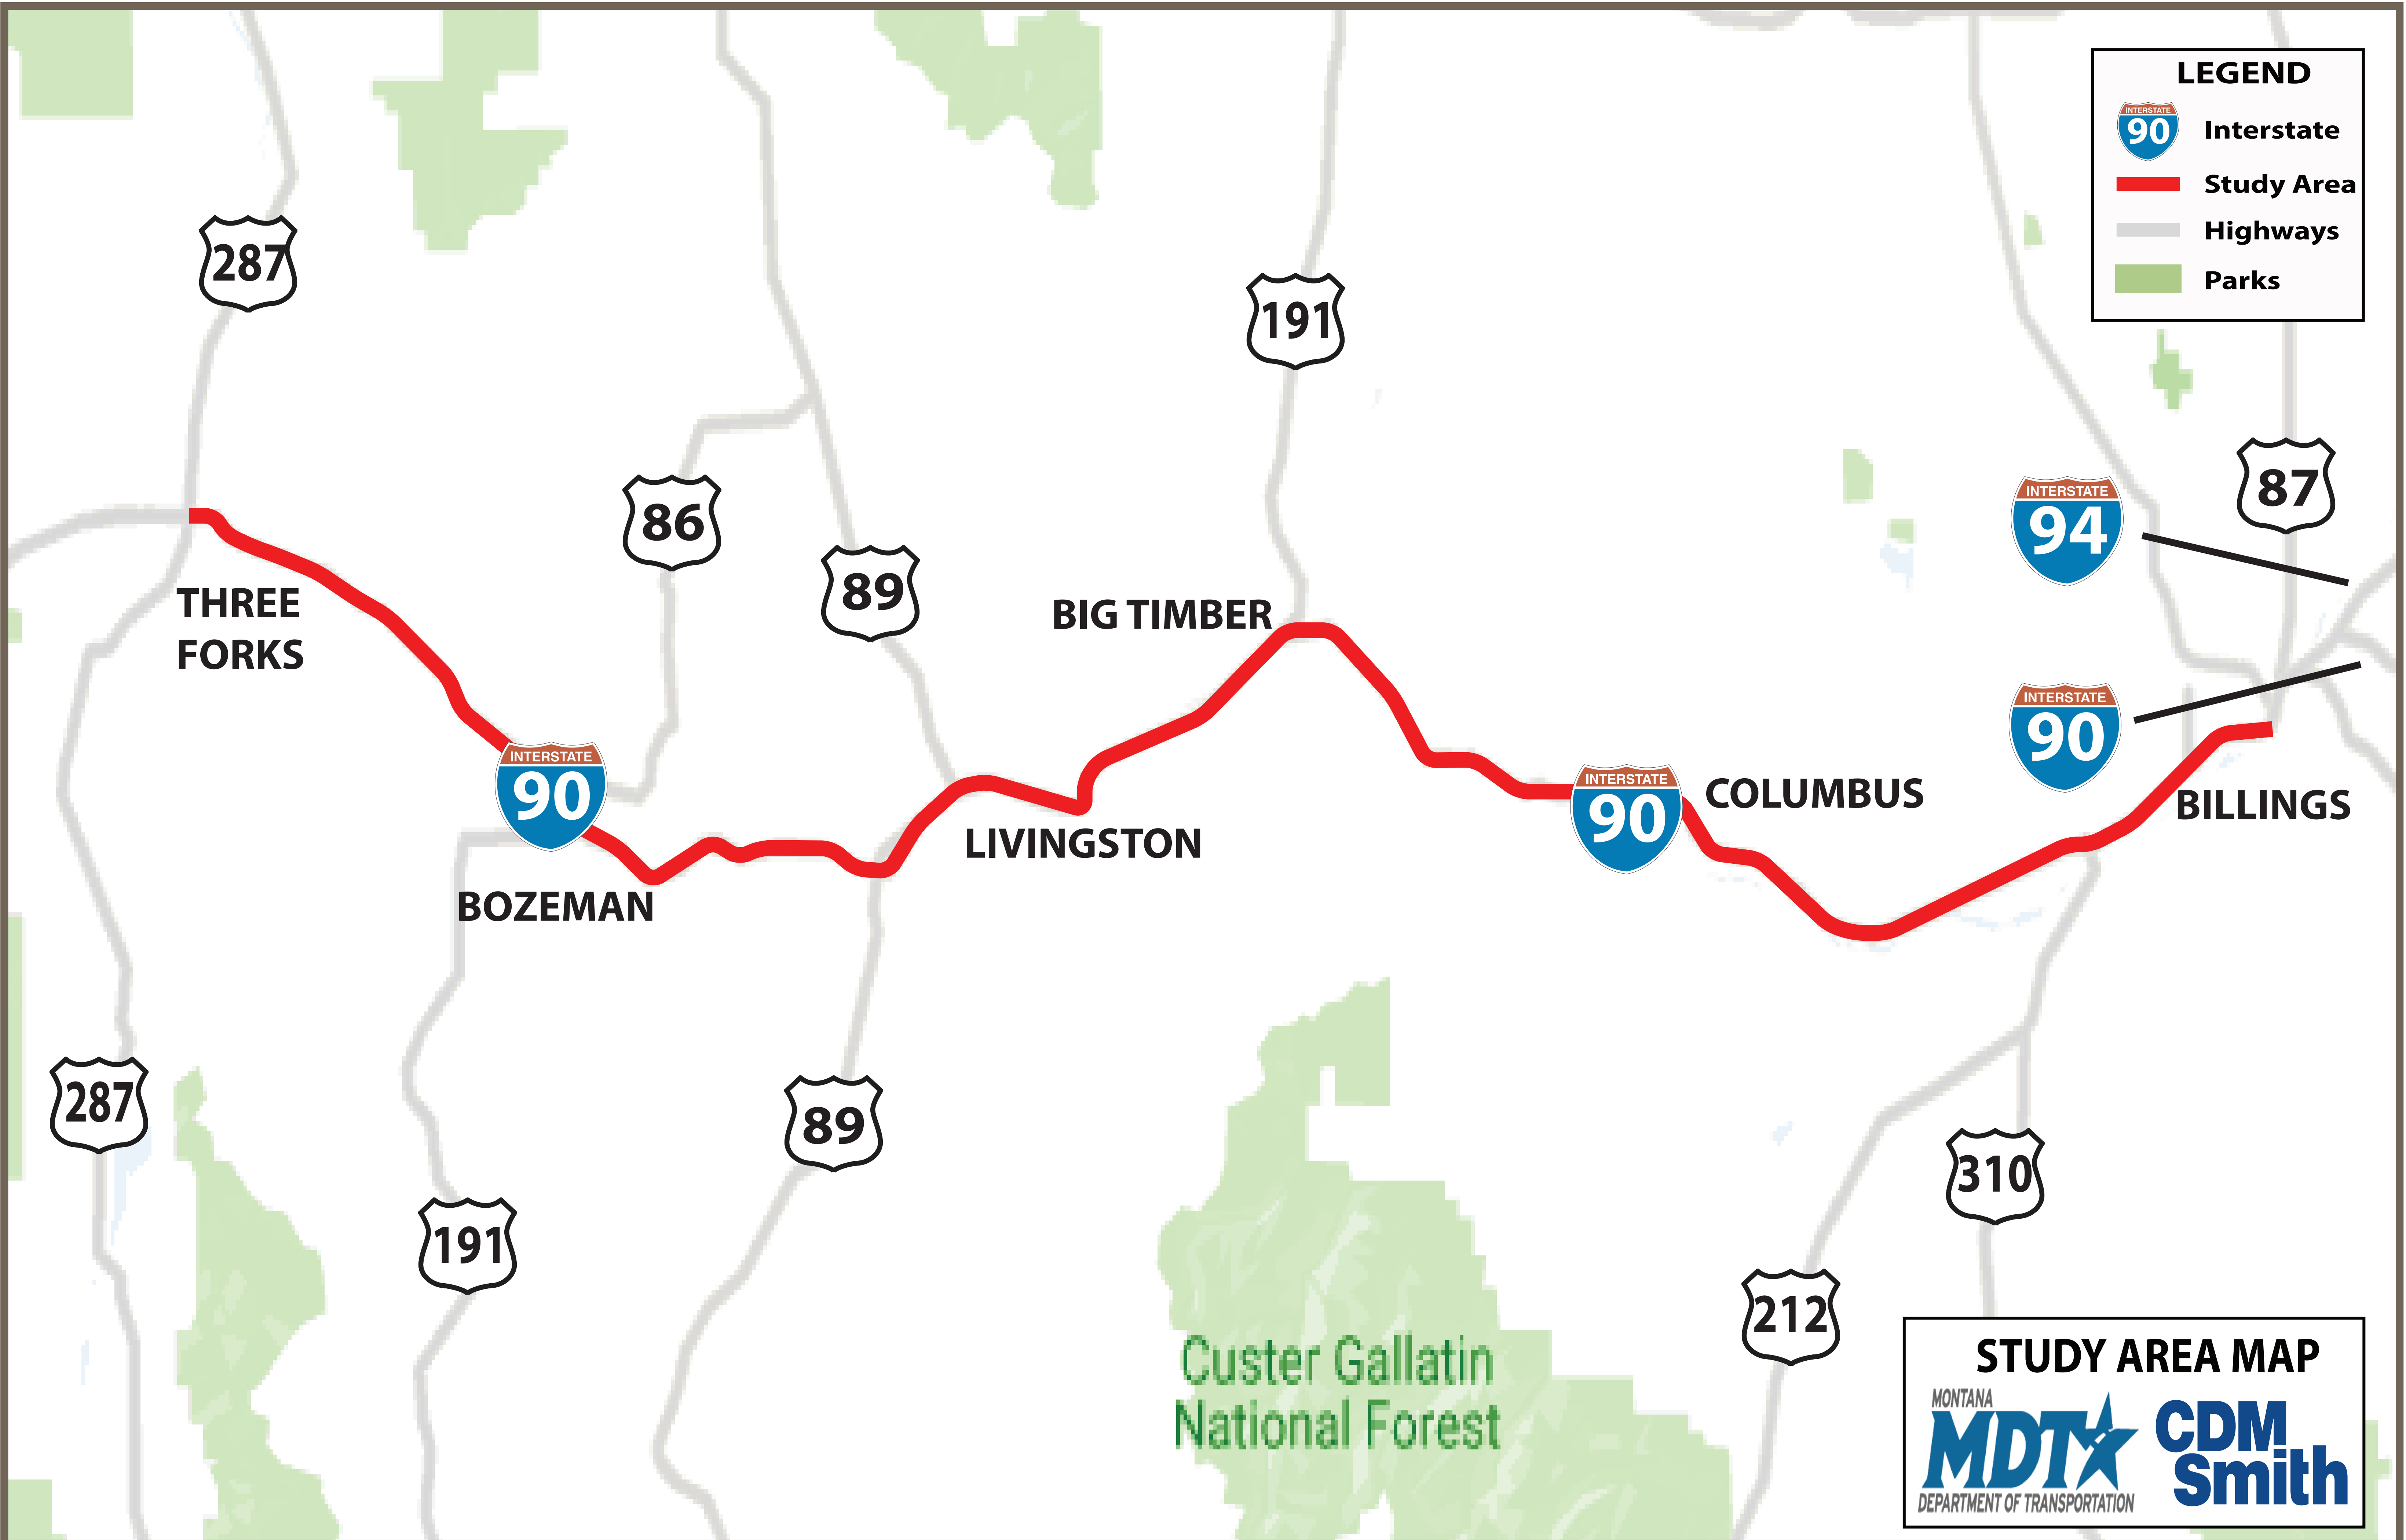 LEGEND
INTERSTATE
90
Interstate
Study Area
Highways
Parks
287
191
86
89
87
INTERSTATE
94
THREE
FORKS
BIG TIMBER
INTERSTATE
90
INTERSTATE
90
INTERSTATE
90
COLUMBUS
BILLINGS
LIVINGSTON
BOZEMAN
287
89
191
310
212
Custer Gallatin
National Forest
STUDY AREA MAP
MONTANA
MDT
DEPARTMENT OF TRANSPORTATION
CDM
Smith